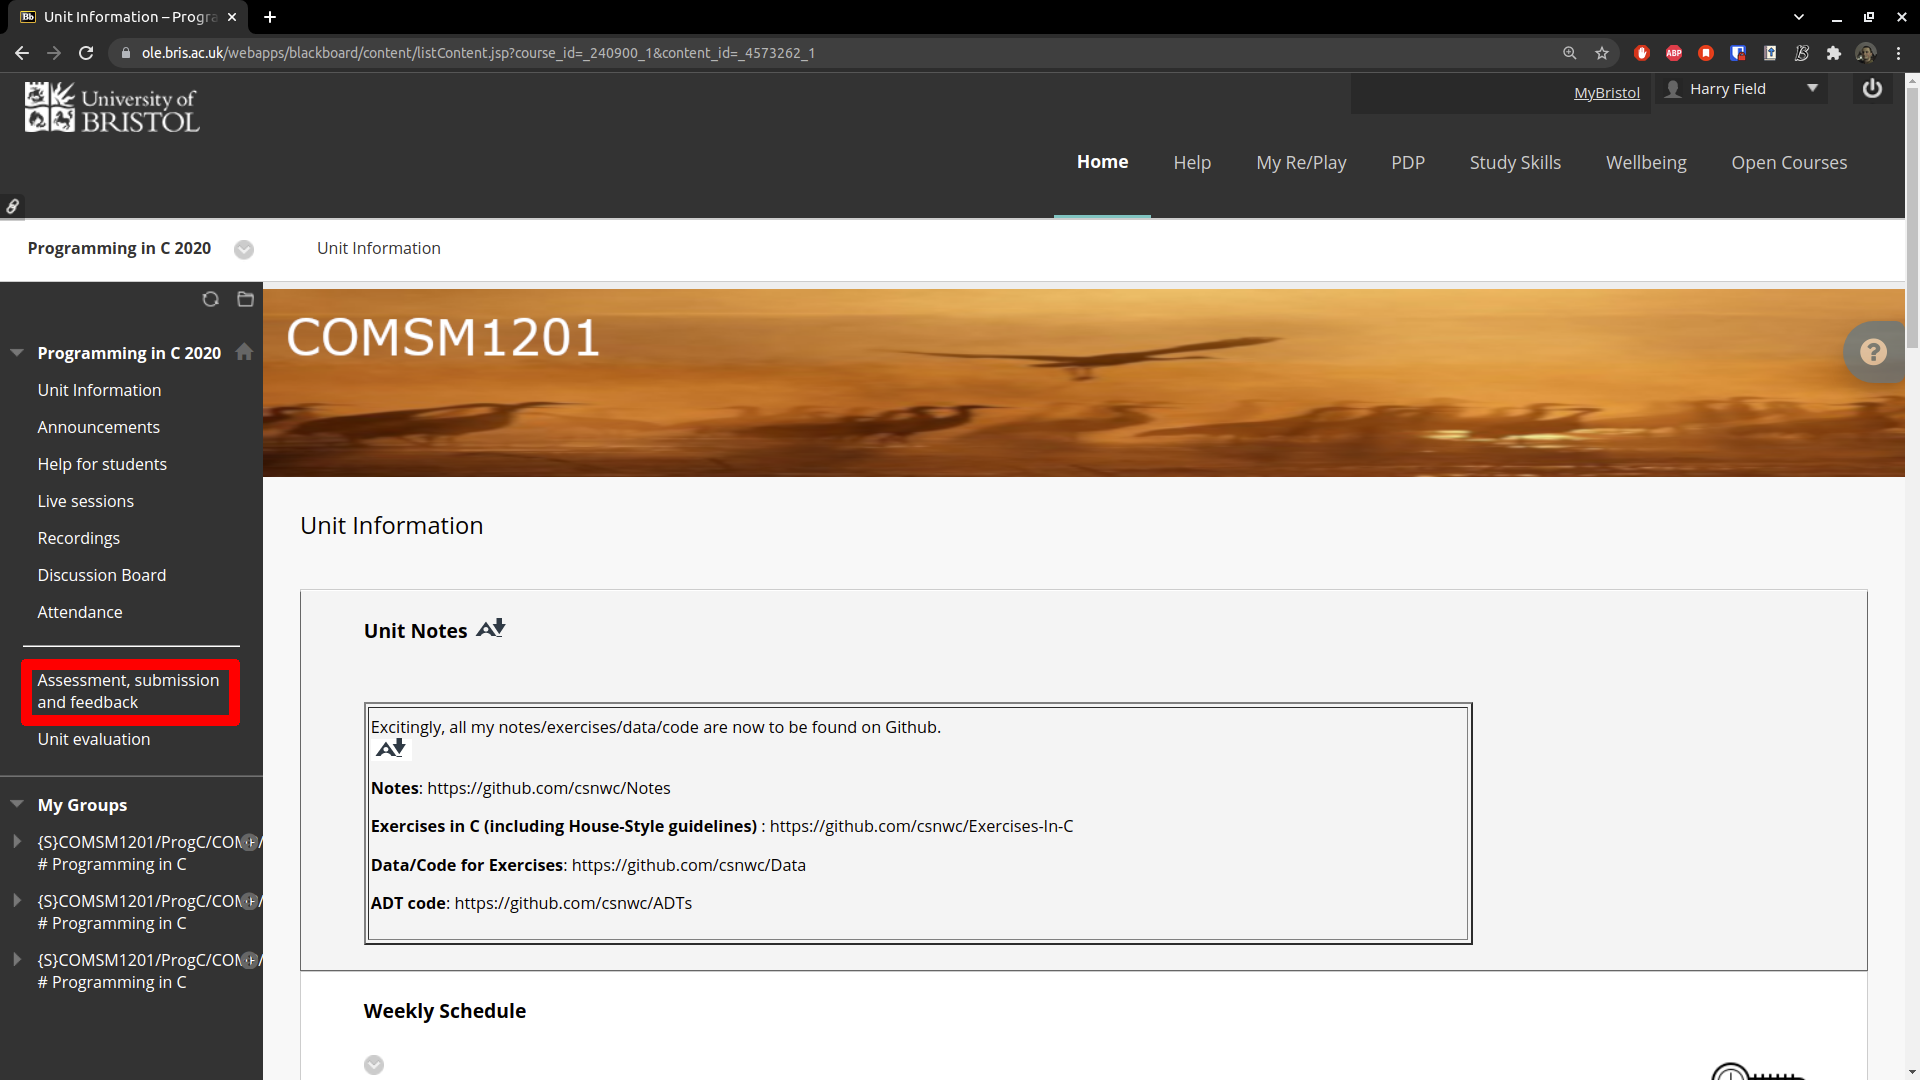 Unit Information – Progra
ole.bris.ac.uk/webapps/blackboard/content/listContent.jsp?course_id=_240900_1&content_id=_4573262_1
University of
BRISTOL
MyBristol
Harry Field
Home
Help
My Re/Play
PDP
Study Skills
Wellbeing
Open Courses
Programming in C 2020
Unit Information
COMSM1201
Programming in C 2020
Unit Information
Announcements
Help for students
Live sessions
Recordings
Discussion Board
Attendance
Assessment, submission
and feedback
Unit evaluation
My Groups
{S}COMSM1201/ProgC/COM
# Programming in C
{S}COMSM1201/ProgC/COM
# Programming in C
{S}COMSM1201/ProgC/COM
# Programming in C
Unit Information
Unit Notes
Excitingly, all my notes/exercises/data/code are now to be found on Github.
Notes: https://github.com/csnwc/Notes
Exercises in C (including House-Style guidelines) : https://github.com/csnwc/Exercises-In-C
Data/Code for Exercises: https://github.com/csnwc/Data
ADT code: https://github.com/csnwc/ADTs
Weekly Schedule